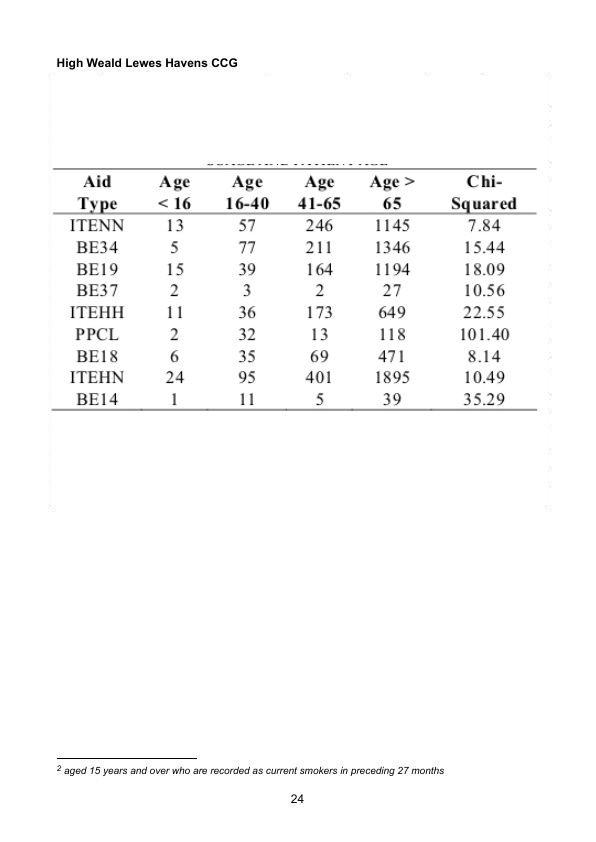 High Weald Lewes Havens CCG
Aid Type Age < 16 Age 16-40 Age 41-65 Age > 65 Chi-Squared
ITENN 13 57 246 1145 7.84
BE34 5 77 211 1346 15.44
BE19 15 39 164 1194 18.09
BE37 2 3 2 27 10.56
ITEHH 11 36 173 649 22.55
PPCL 2 32 13 118 101.40
BE18 6 35 69 471 8.14
ITEHN 24 95 401 1895 10.49
BE14 1 11 5 39 35.29
2 aged 15 years and over who are recorded as current smokers in preceding 27 months
24